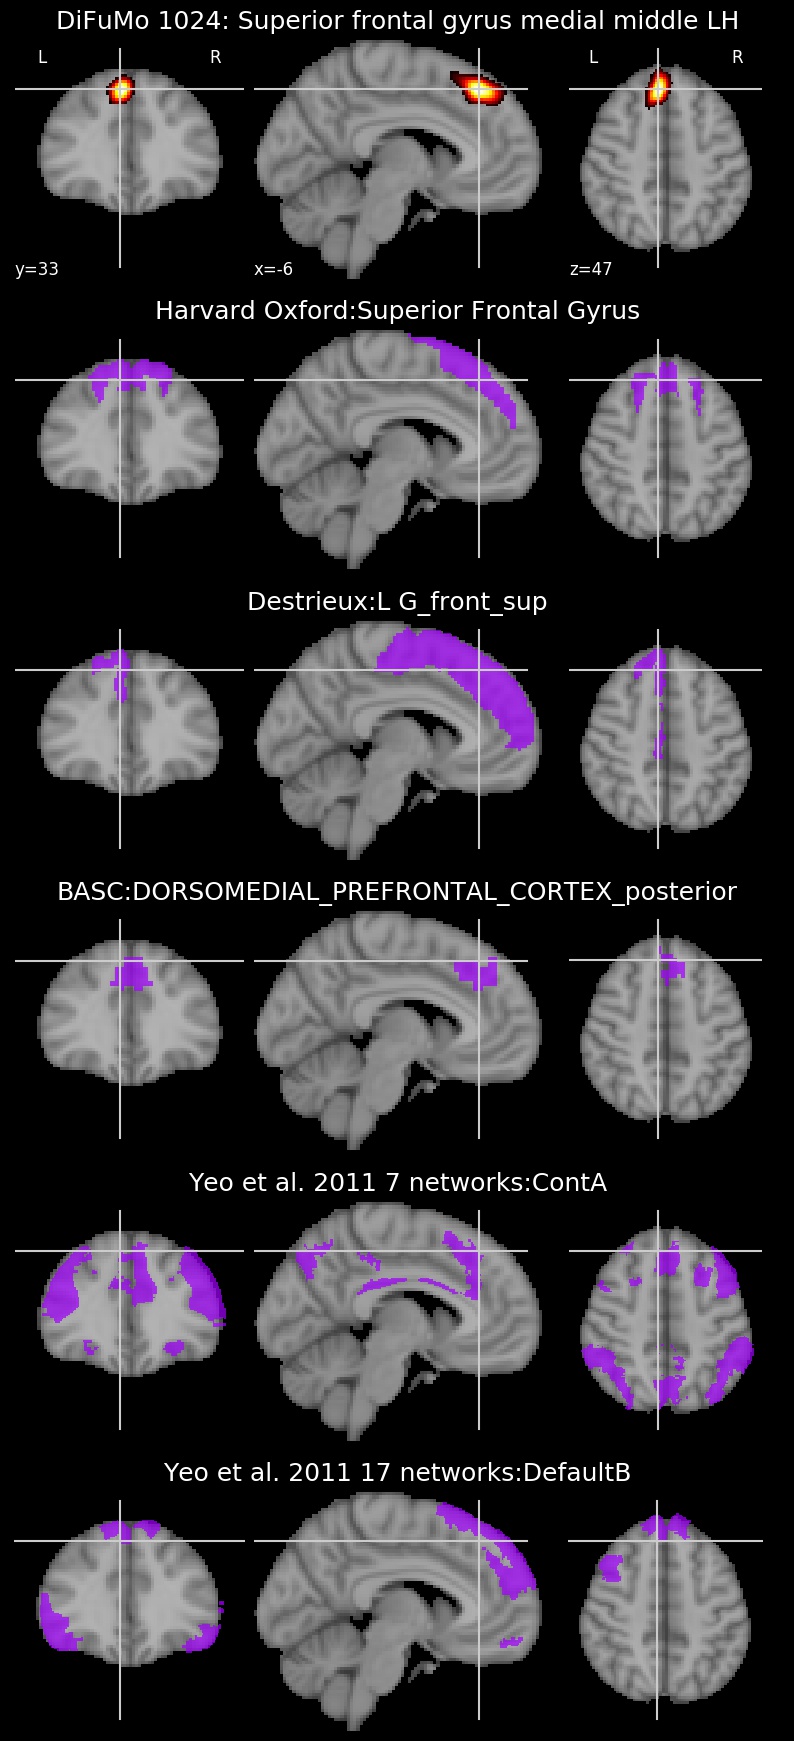 DiFuMo 1024: Superior frontal gyrus medial middle LH
L R L R
y=33 x=-6 z=47
Harvard Oxford:Superior Frontal Gyrus
Destrieux:L G_front_sup
BASC:DORSOMEDIAL_PREFRONTAL_CORTEX_posterior
Yeo et al. 2011 7 networks:ContA
Yeo et al. 2011 17 networks:DefaultB